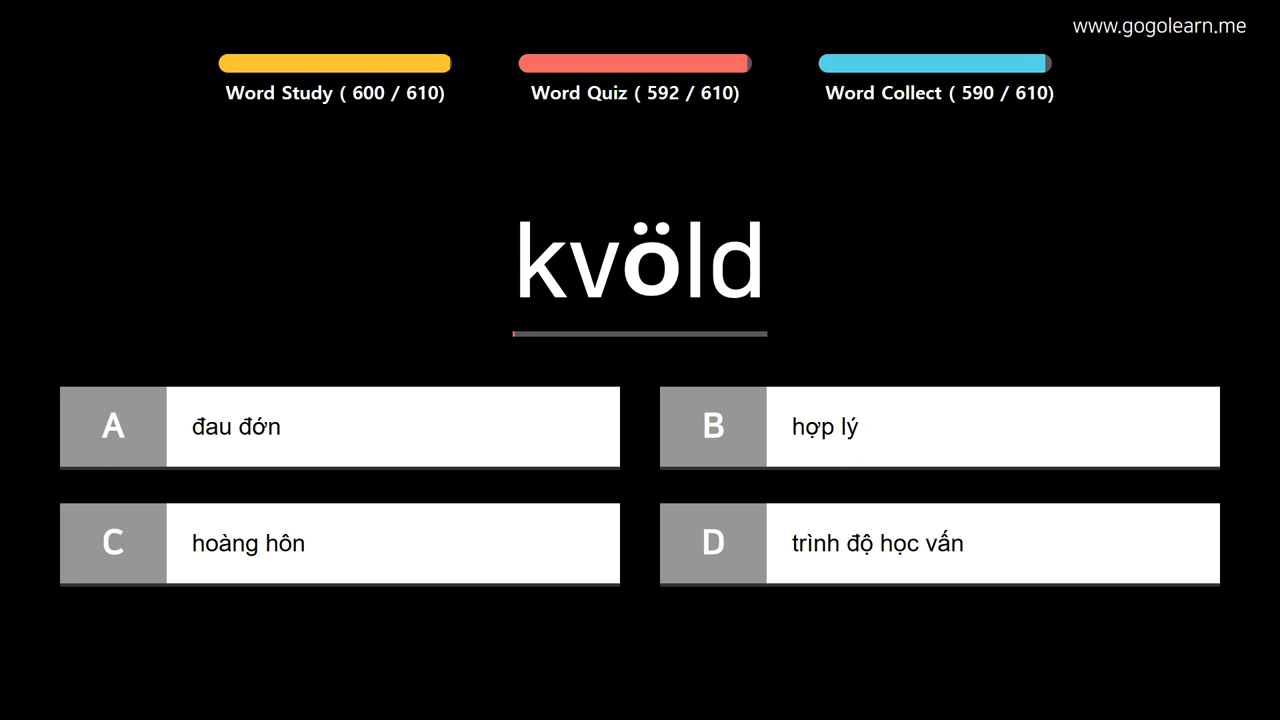 www.gogolearn.me
Word Study ( 600 / 610)
Word Quiz ( 592 / 610)
Word Collect ( 590 / 610)
kvöld
A đau đớn
B hợp lý
C hoàng hôn
D trình độ học vấn